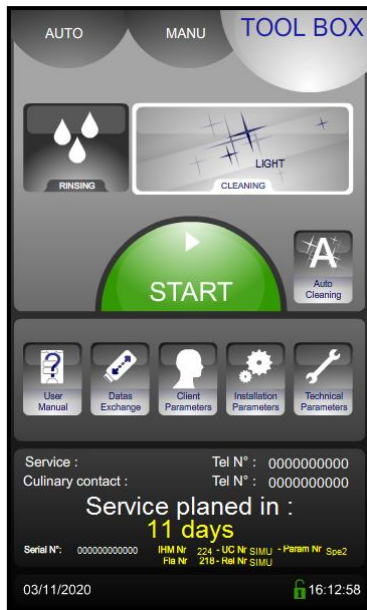 AUTO MANU TOOL BOX
LIGHT
RINSING CLEANING
START
A
Auto
Cleaning
?
User
Manual
Datas
Exchange
Client
Parameters
Installation
Parameters
Technical
Parameters
Service : Tel N° : 0000000000
Culinary contact : Tel N° : 0000000000
Service planed in :
11 days
Serial N°: 000000000000 IHM Nr 224 - UC Nr SIMU - Param Nr Spe2
Fla Nr 218- Rel Nr SIMU
03/11/2020 16:12:58